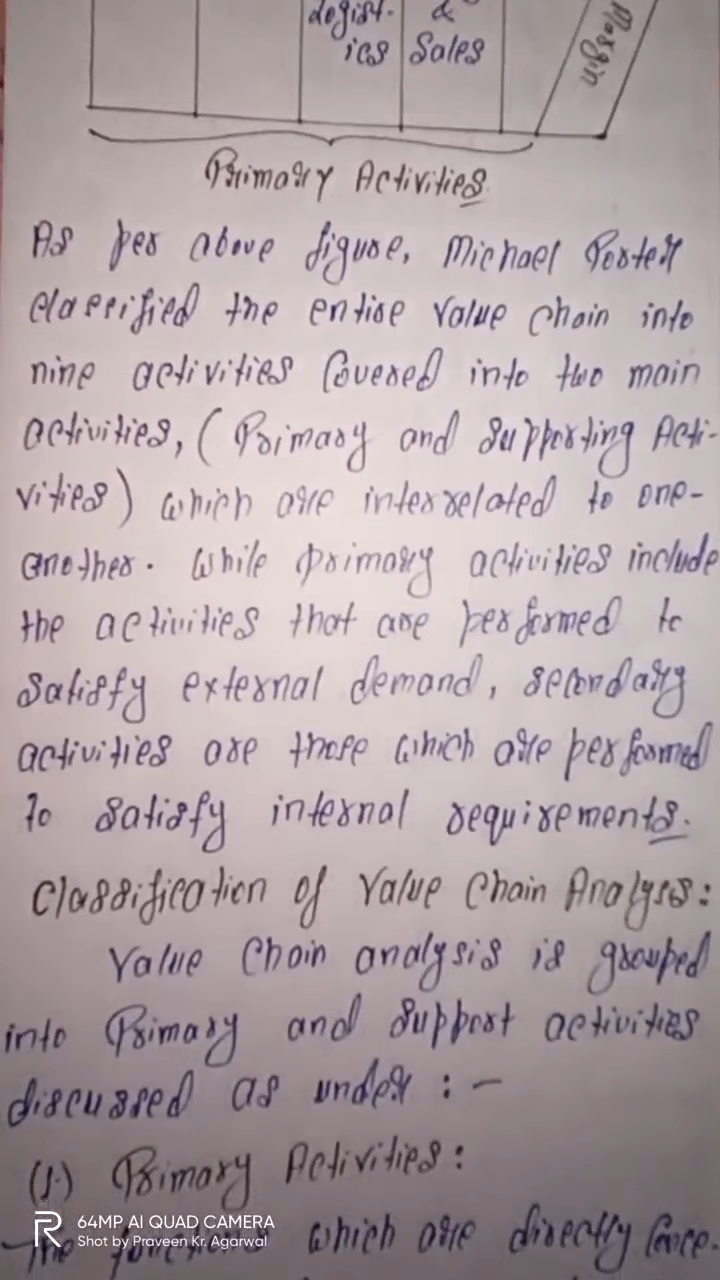 Logist-
ics
&
Sales
Margin
Primary Activities
As per above figure, Michael Porter
classified the entire value chain into
nine activities covered into two main
activities, (Primary and supporting Acti-
vities) which are interrelated to one-
another. While primary activities include
the activities that are performed to
satisfy external demand, secondary
activities are those which are performed
to satisfy internal requirements.
Classification of Value Chain Analysis:
Value Chain analysis is grouped
into Primary and support activities
discussed as under : -
(1.) Primary Activities:
The which are directly conce-
64MP AI QUAD CAMERA
Shot by Praveen Kr. Agarwal